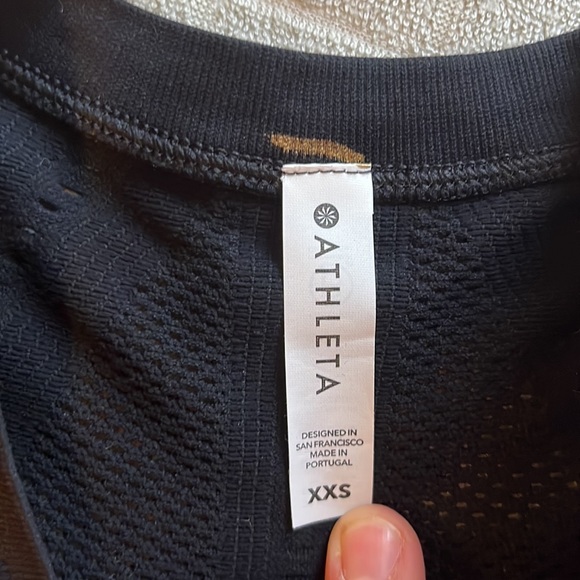 ATHLETA
DESIGNED IN
SAN FRANCISCO
MADE IN
PORTUGAL
XXS